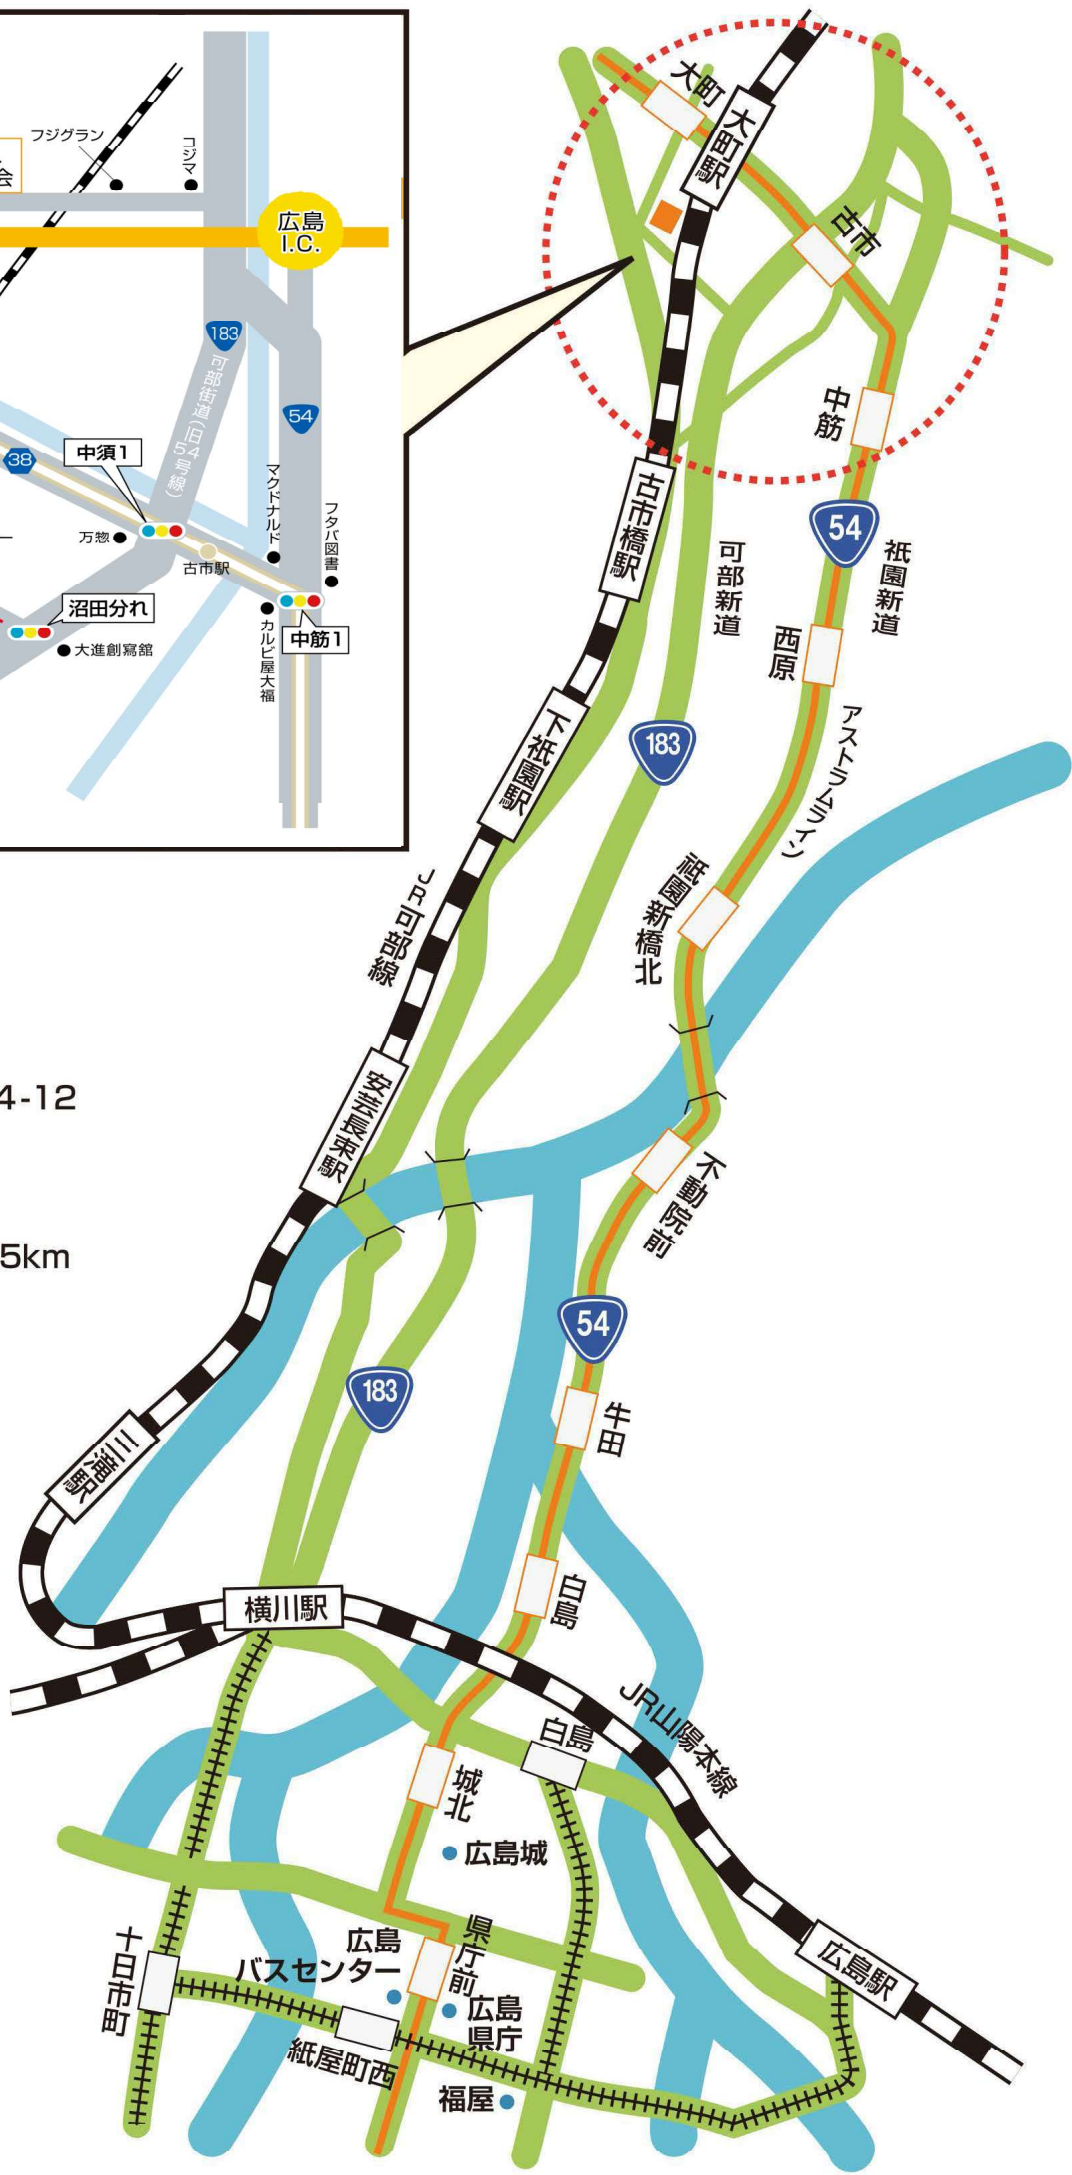 フジグラン
コジマ
会
広島
I.C.
183
可部街道(旧54号線)
54
38
中須1
マクドナルド
フタバ図書
万惣
古市駅
沼田分れ
大進創寫館
カルビ屋大福
中筋1
4-12
5km
大町
大町駅
古市
中筋
古市橋駅
54
可部新道
祇園新道
西原
下祇園駅
183
アストラムライン
祇園新橋北
JR可部線
安芸長束駅
不動院前
54
183
牛田
三滝駅
白島
横川駅
JR山陽本線
白島
城北
広島城
県庁前
広島
バスセンター
十日市町
広島駅
広島
県庁
紙屋町西
福屋